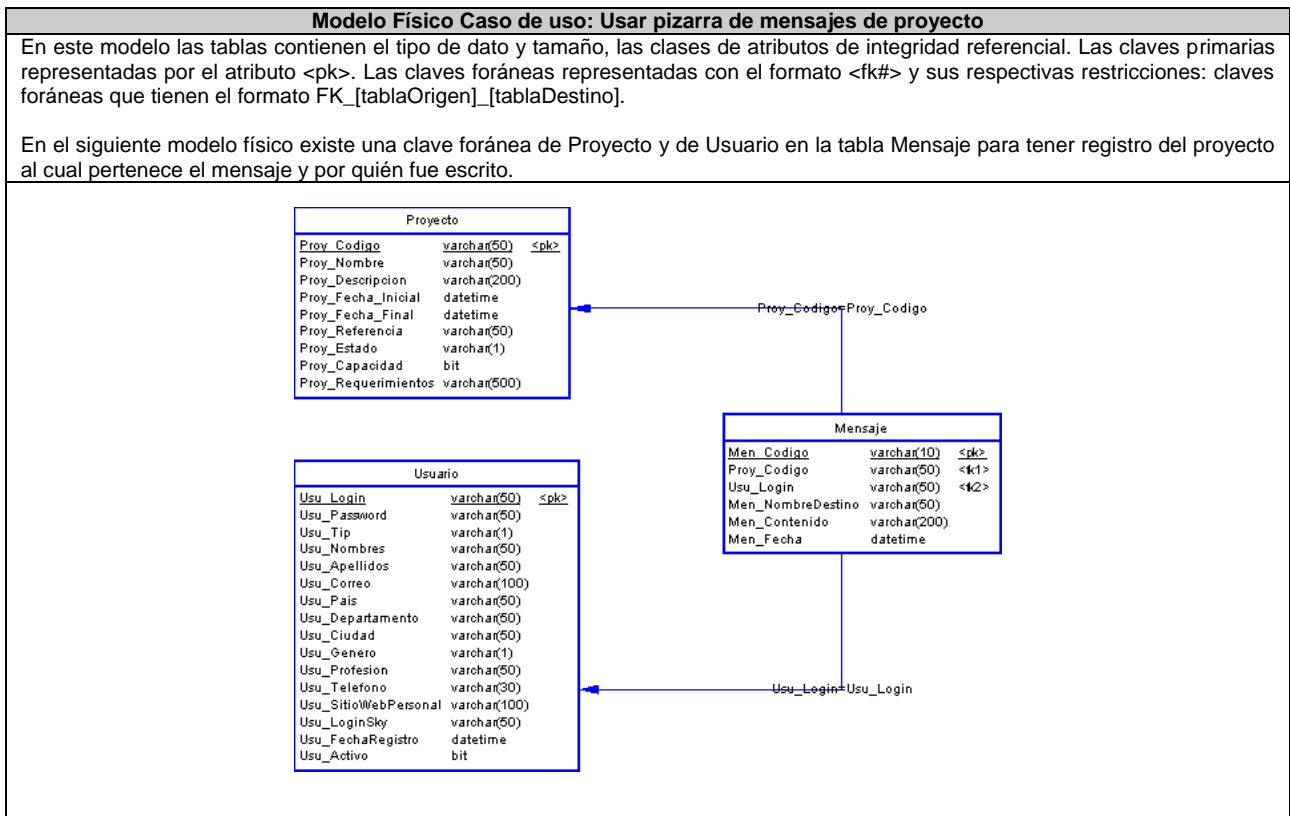 Modelo Físico Caso de uso: Usar pizarra de mensajes de proyecto
En este modelo las tablas contienen el tipo de dato y tamaño, las clases de atributos de integridad referencial. Las claves primarias
representadas por el atributo <pk>. Las claves foráneas representadas con el formato <fk#> y sus respectivas restricciones: claves
foráneas que tienen el formato FK_[tablaOrigen]_[tablaDestino].
En el siguiente modelo físico existe una clave foránea de Proyecto y de Usuario en la tabla Mensaje para tener registro del proyecto
al cual pertenece el mensaje y por quién fue escrito.
Proyecto
Proy_Codigo varchar(50) <pk>
Proy_Nombre varchar(50)
Proy_Descripcion varchar(200)
Proy_Fecha_Inicial datetime
Proy_Fecha_Final datetime
Proy_Referencia varchar(50)
Proy_Estado varchar(1)
Proy_Capacidad bit
Proy_Requerimientos varchar(500)
Proy_Codigo=Proy_Codigo
Mensaje
Men_Codigo varchar(10) <pk>
Proy_Codigo varchar(50) <fk1>
Usu_Login varchar(50) <fk2>
Men_NombreDestino varchar(50)
Men_Contenido varchar(200)
Men_Fecha datetime
Usuario
Usu_Login varchar(50) <pk>
Usu_Password varchar(50)
Usu_Tip varchar(1)
Usu_Nombres varchar(50)
Usu_Apellidos varchar(50)
Usu_Correo varchar(100)
Usu_Pais varchar(50)
Usu_Departamento varchar(50)
Usu_Ciudad varchar(50)
Usu_Genero varchar(1)
Usu_Profesion varchar(50)
Usu_Telefono varchar(30)
Usu_SitioWebPersonal varchar(100)
Usu_LoginSky varchar(50)
Usu_FechaRegistro datetime
Usu_Activo bit
Usu_Login=Usu_Login